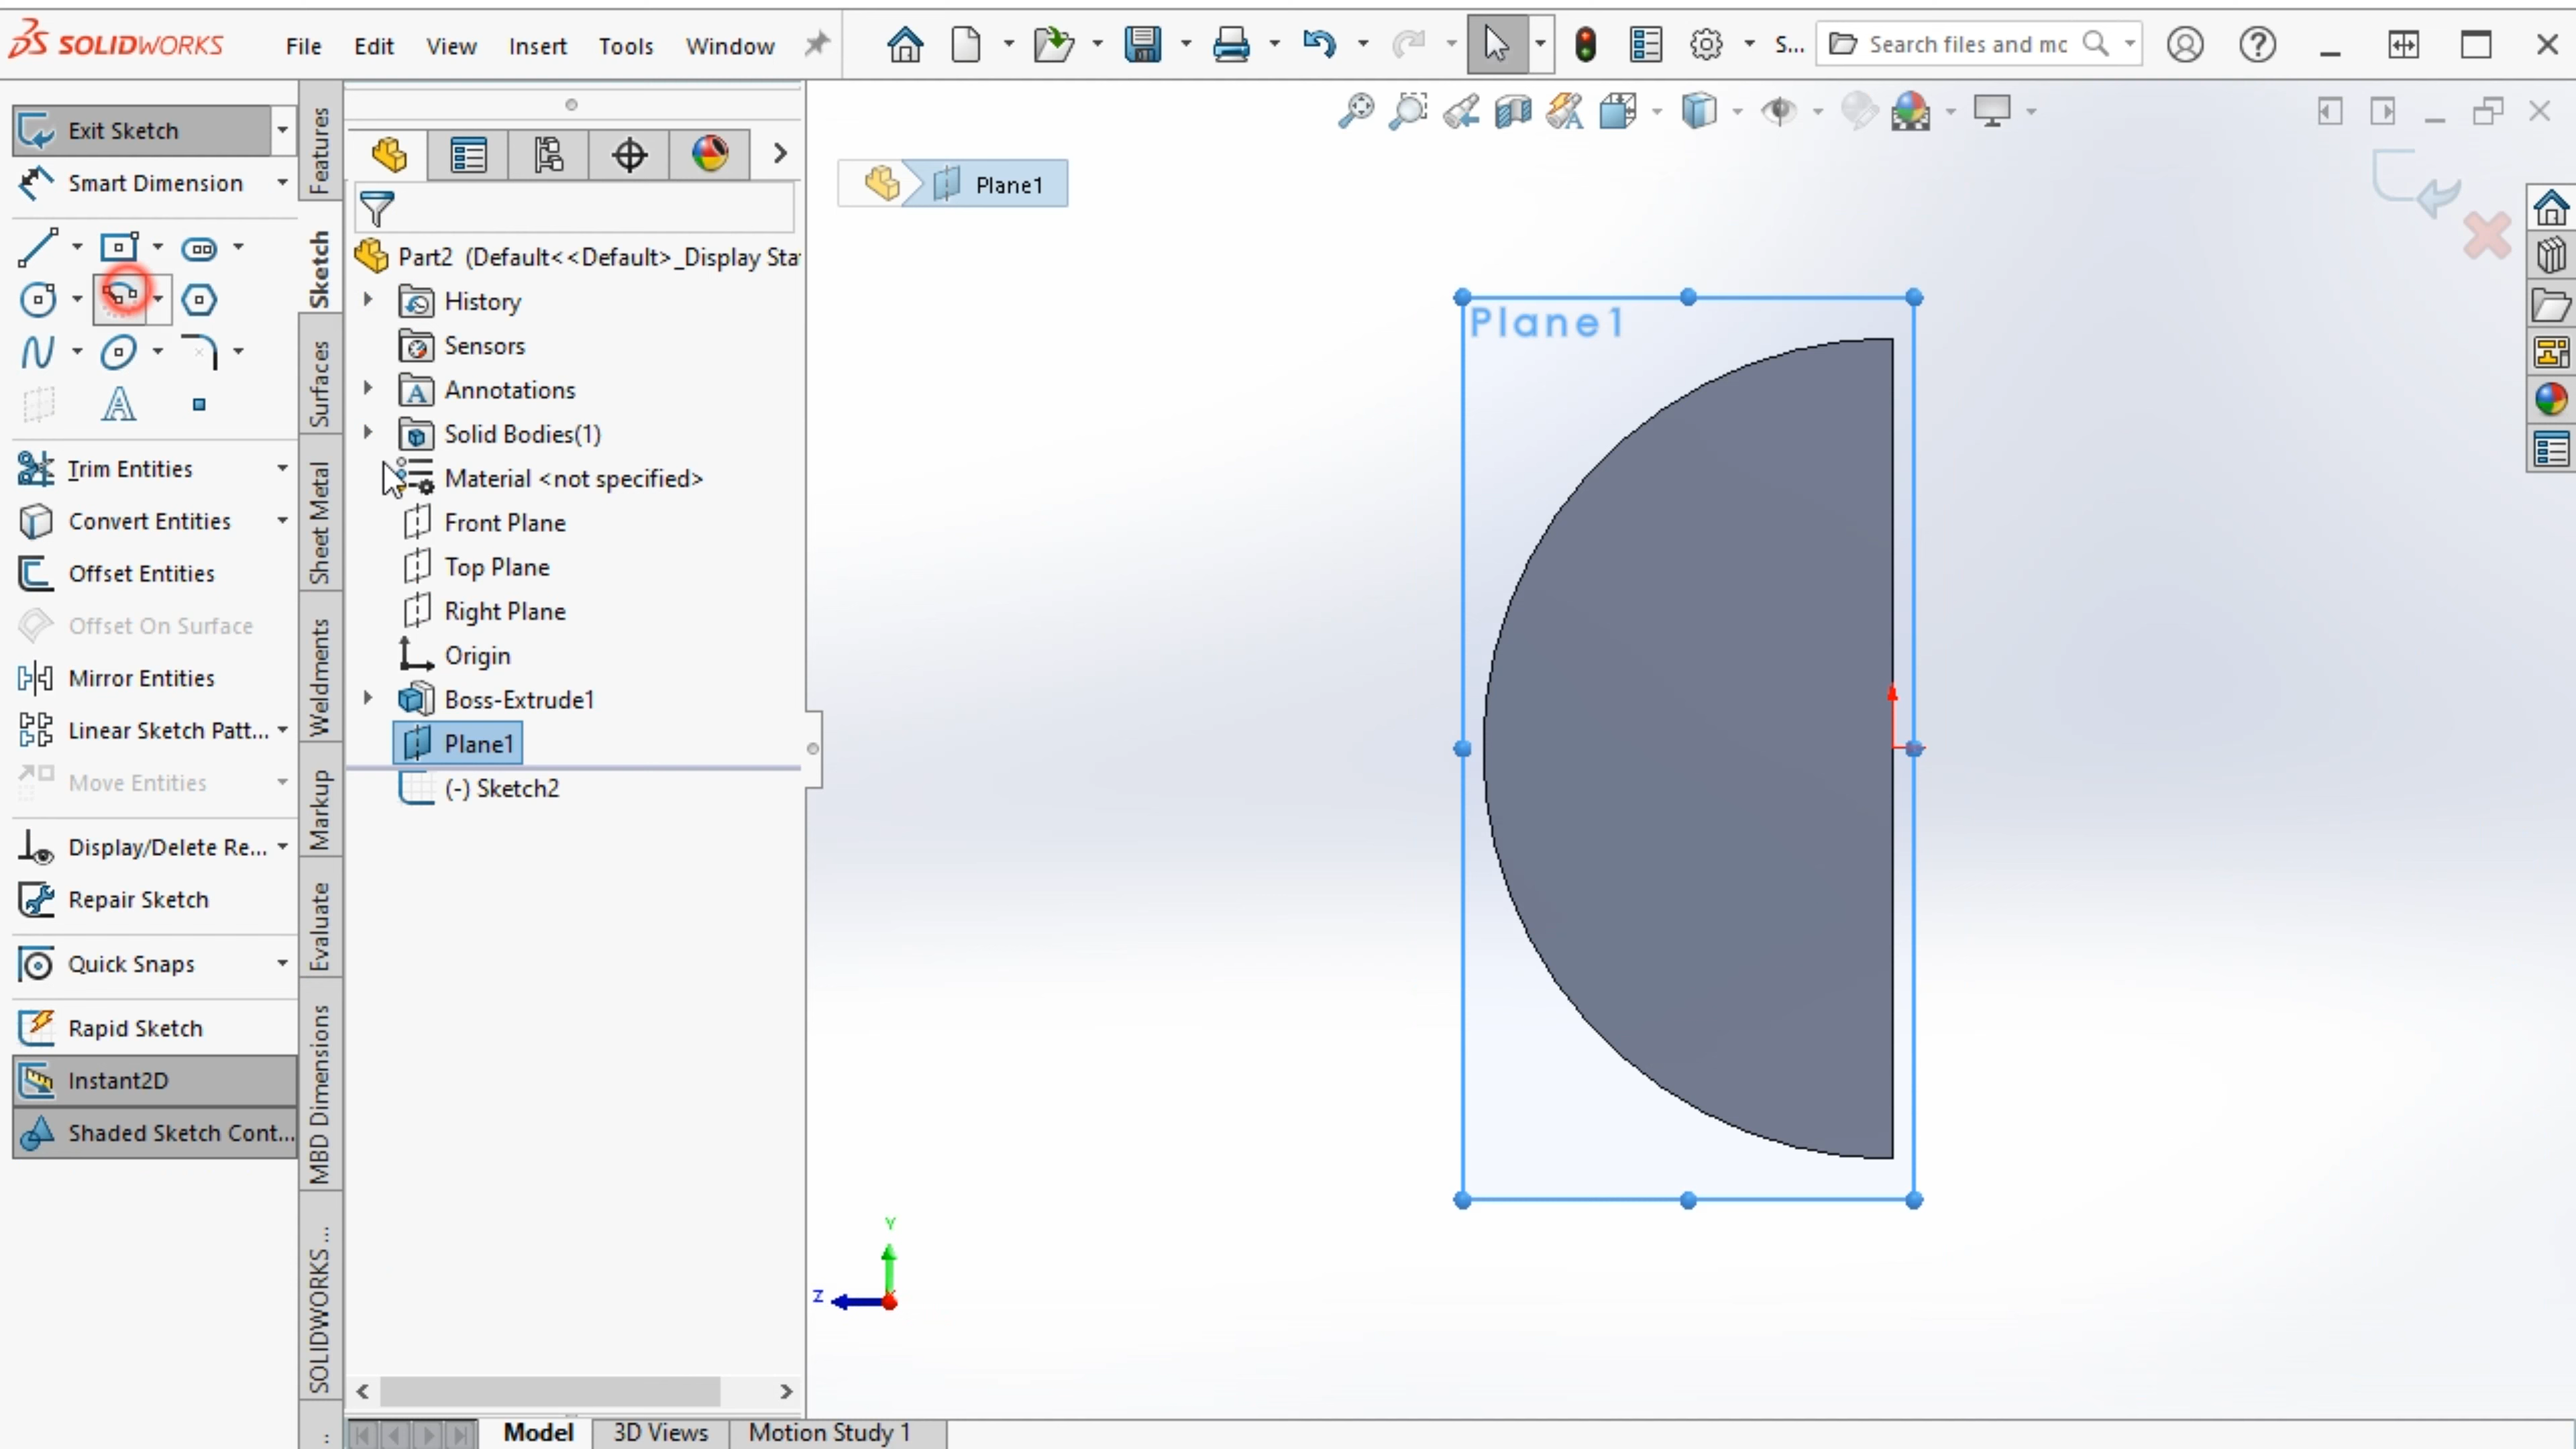 SOLIDWORKS File Edit View Insert Tools Window S... Search files and mc
Exit Sketch
Smart Dimension
Trim Entities
Convert Entities
Offset Entities
Offset On Surface
Mirror Entities
Linear Sketch Patt...
Move Entities
Display/Delete Re...
Repair Sketch
Quick Snaps
Rapid Sketch
Instant2D
Shaded Sketch Cont...
Features
Sketch
Surfaces
Sheet Metal
Weldments
Markup
Evaluate
MBD Dimensions
SOLIDWORKS ...
Part2 (Default<<Default>_Display Sta
History
Sensors
A Annotations
Solid Bodies(1)
Material <not specified>
Front Plane
Top Plane
Right Plane
Origin
Boss-Extrude1
Plane1
(-) Sketch2
Plane1
Plane1
Y
Z
Model 3D Views Motion Study 1